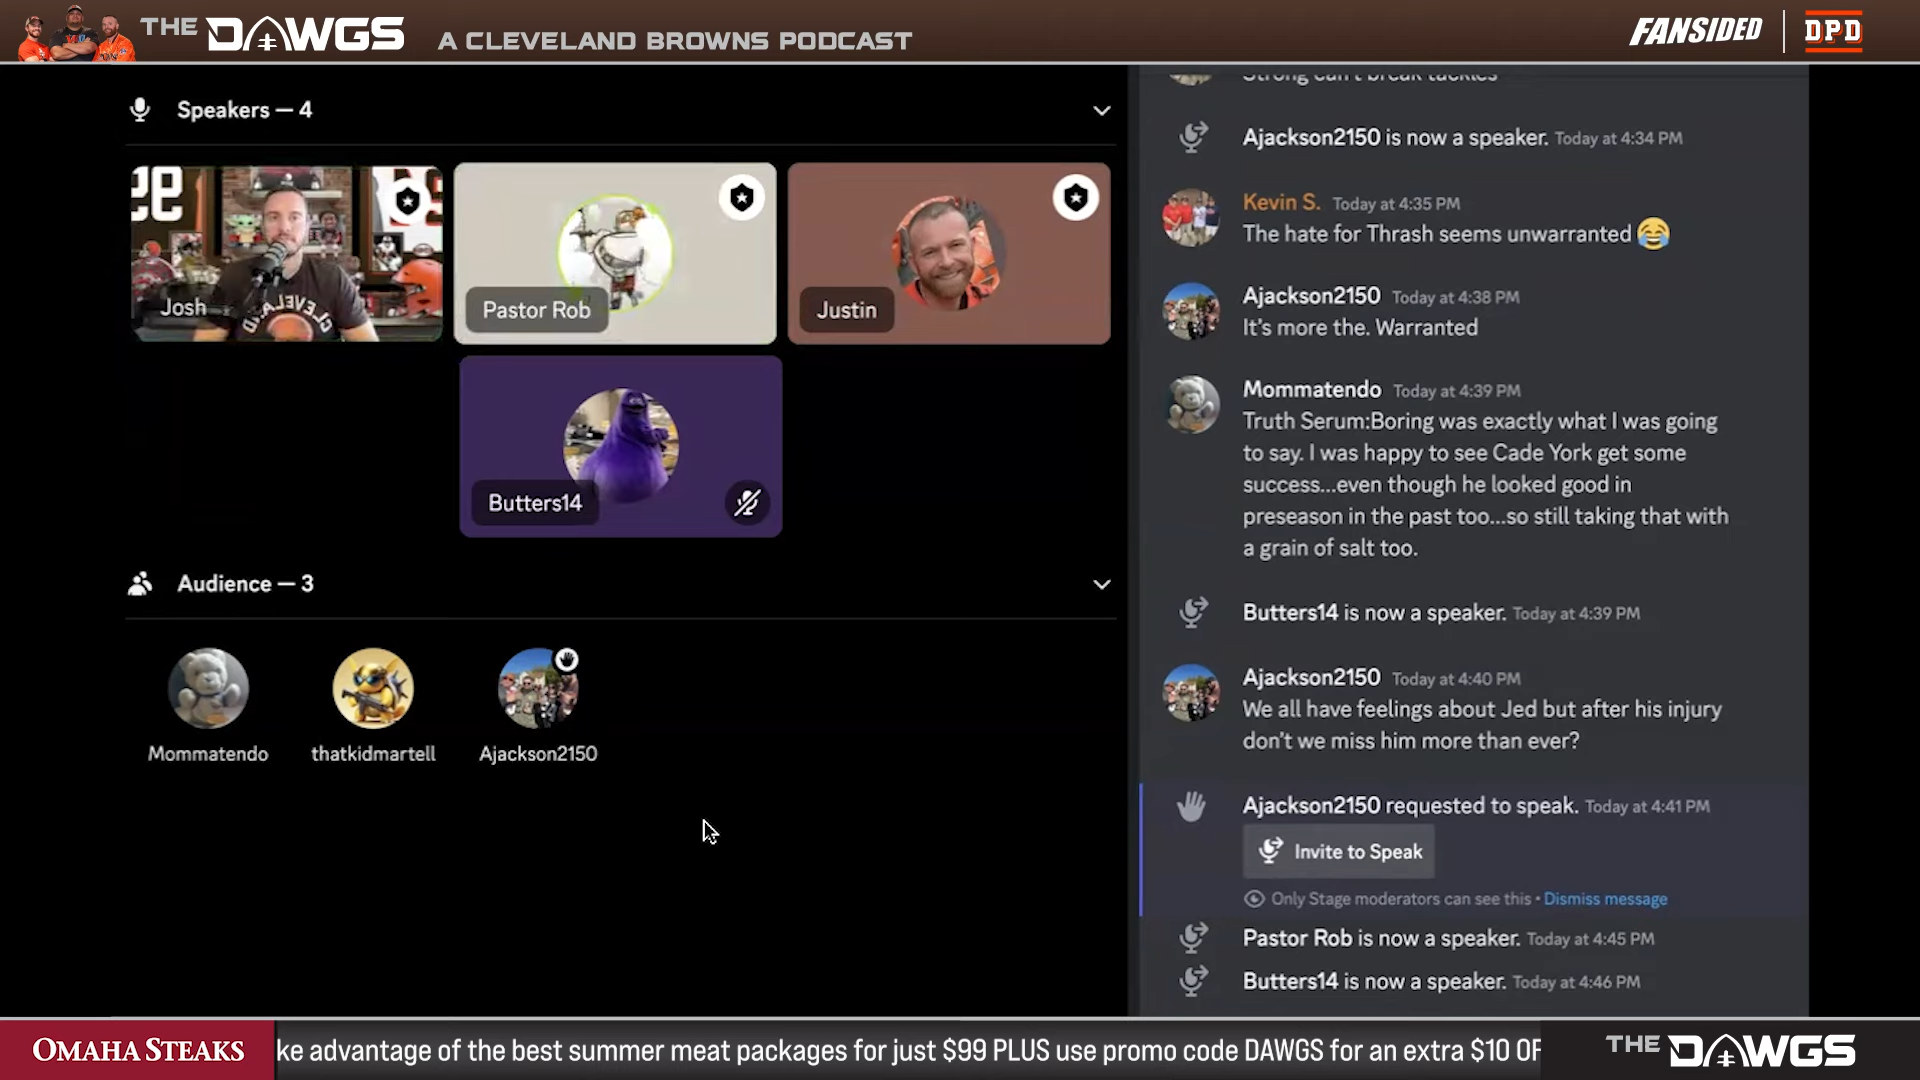 THE DAWGS A CLEVELAND BROWNS PODCAST
FANSIDED DPD
Speakers — 4
Josh
CLEVELAND
Pastor Rob
Justin
Butters14
Audience — 3
Mommatendo
thatkidmartell
Ajackson2150
Strong can't break tackles
Ajackson2150 is now a speaker. Today at 4:34 PM
Kevin S. Today at 4:35 PM
The hate for Thrash seems unwarranted 😂
Ajackson2150 Today at 4:38 PM
It's more the. Warranted
Mommatendo Today at 4:39 PM
Truth Serum:Boring was exactly what I was going
to say. I was happy to see Cade York get some
success...even though he looked good in
preseason in the past too...so still taking that with
a grain of salt too.
Butters14 is now a speaker. Today at 4:39 PM
Ajackson2150 Today at 4:40 PM
We all have feelings about Jed but after his injury
don't we miss him more than ever?
Ajackson2150 requested to speak. Today at 4:41 PM
Invite to Speak
Only Stage moderators can see this • Dismiss message
Pastor Rob is now a speaker. Today at 4:45 PM
Butters14 is now a speaker. Today at 4:46 PM
OMAHA STEAKS
ke advantage of the best summer meat packages for just $99 PLUS use promo code DAWGS for an extra $10 OF
THE DAWGS